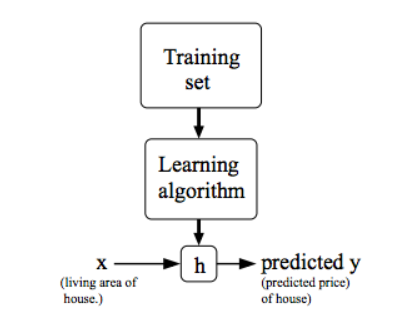 Training
set
Learning
algorithm
x
h
predicted y
(living area of
house.)
(predicted price)
of house)